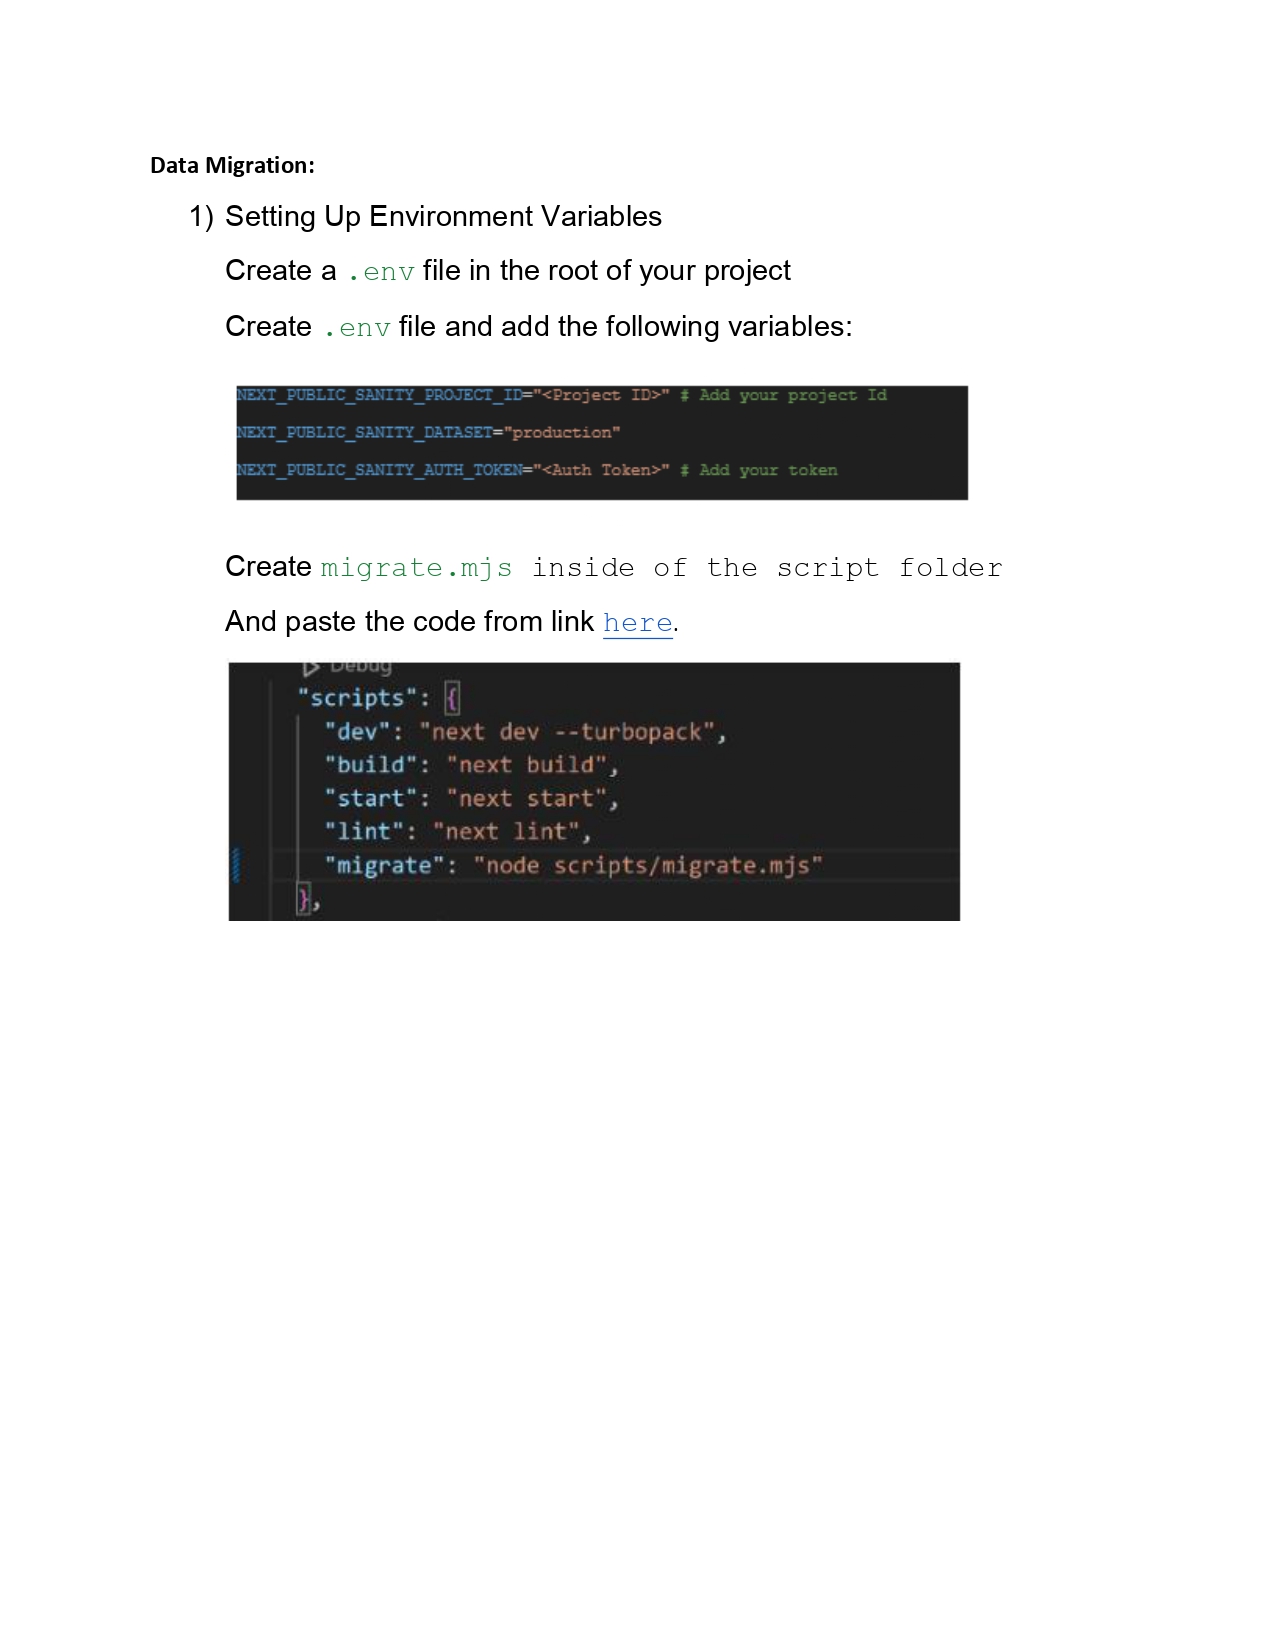 Data Migration:
1) Setting Up Environment Variables
Create a .env file in the root of your project
Create .env file and add the following variables:
NEXT_PUBLIC_SANITY_PROJECT_ID="<Project ID>" # Add your project Id
NEXT_PUBLIC_SANITY_DATASET="production"
NEXT_PUBLIC_SANITY_AUTH_TOKEN="<Auth Token>" # Add your token
Create migrate.mjs inside of the script folder
And paste the code from link here.
Debug
"scripts": {
"dev": "next dev --turbopack",
"build": "next build",
"start": "next start",
"lint": "next lint",
"migrate": "node scripts/migrate.mjs"
},